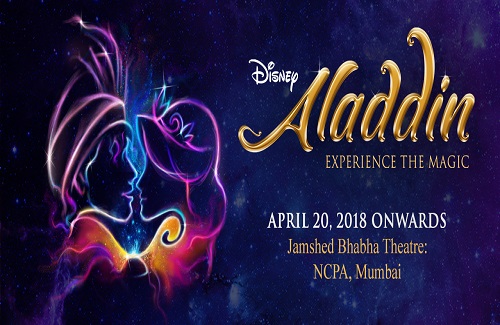 Disney
Aladdin
EXPERIENCE THE MAGIC
APRIL 20, 2018 ONWARDS
Jamshed Bhabha Theatre:
NCPA, Mumbai